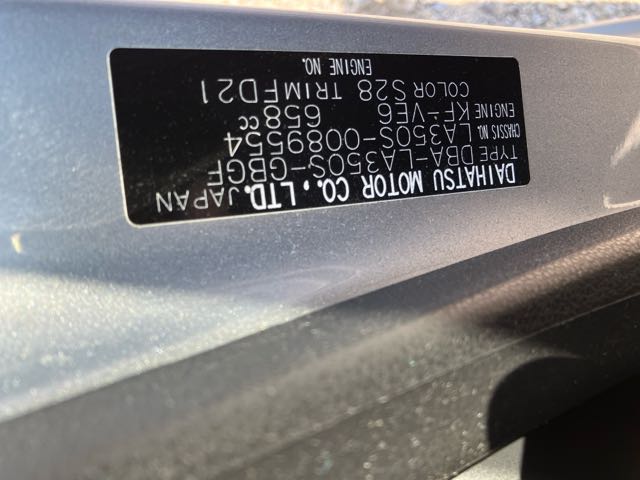 DAIHATSU MOTOR CO., LTD. JAPAN
TYPE DBA-LA350S-GBGF
CHASSIS NO. LA350S-0089554
ENGINE KF-VE6 658cc
COLOR S28 TRIM FD21
ENGINE NO.